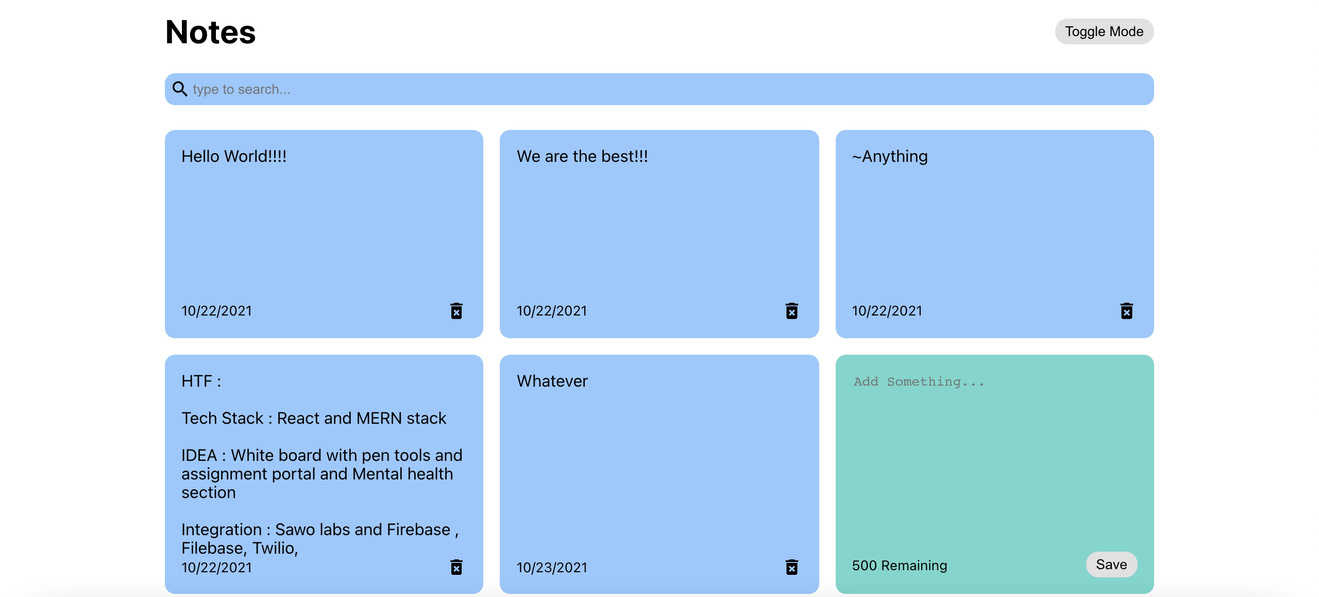 Notes
Toggle Mode
type to search...
Hello World!!!!
10/22/2021
We are the best!!!
10/22/2021
~Anything
10/22/2021
HTF :
Tech Stack : React and MERN stack
IDEA : White board with pen tools and
assignment portal and Mental health
section
Integration : Sawo labs and Firebase ,
Filebase, Twilio,
10/22/2021
Whatever
10/23/2021
Add Something...
500 Remaining
Save